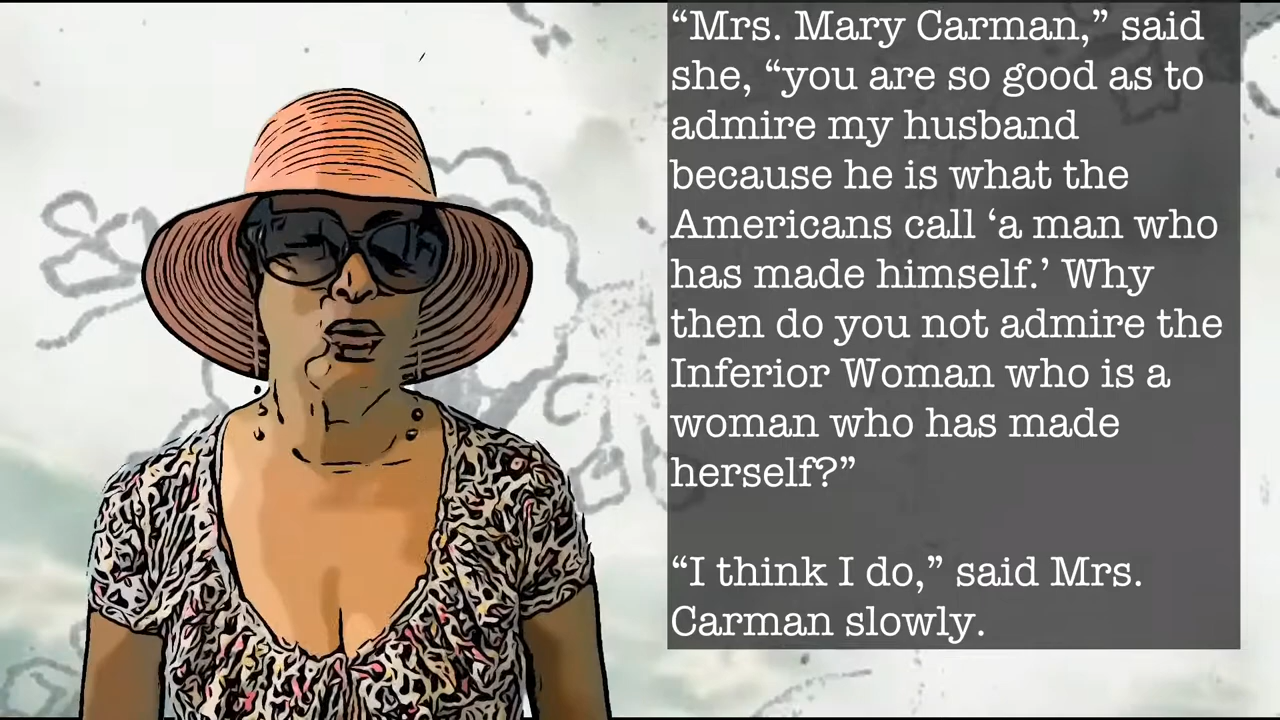 “Mrs. Mary Carman,” said
she, “you are so good as to
admire my husband
because he is what the
Americans call ‘a man who
has made himself.’ Why
then do you not admire the
Inferior Woman who is a
woman who has made
herself?”
“I think I do,” said Mrs.
Carman slowly.